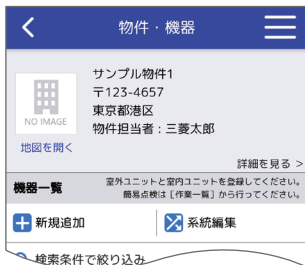 物件・機器
NO IMAGE
地図を開く
サンプル物件1
〒123-4657
東京都港区
物件担当者：三菱太郎
詳細を見る >
機器一覧
室外ユニットと室内ユニットを登録してください。
簡易点検は［作業一覧］から行ってください。
新規追加
系統編集
検索条件で絞り込み